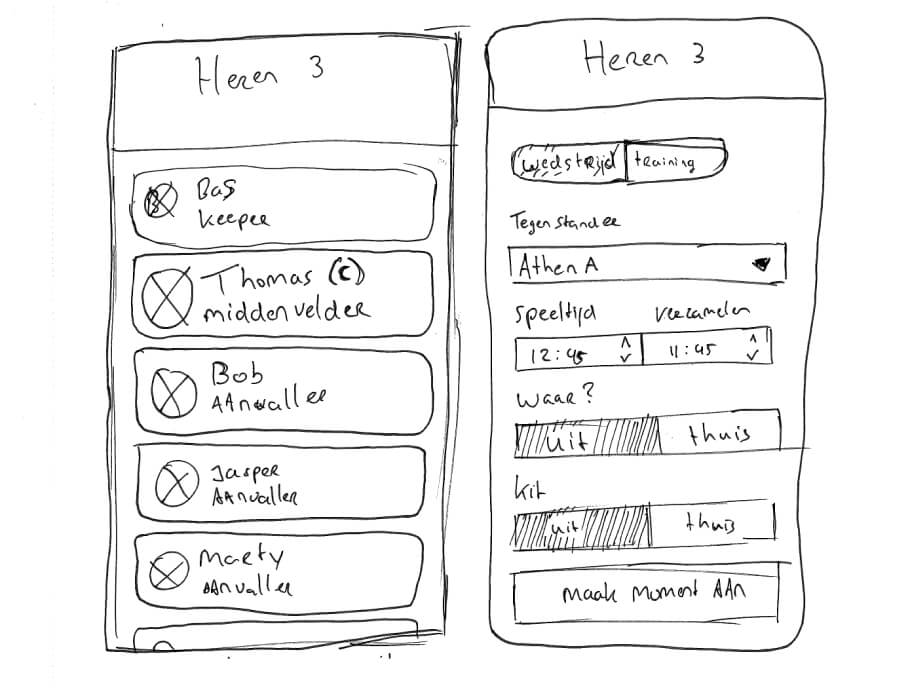 Heren 3
Bas
Keeper
Thomas (C)
middenvelder
Bob
AAnvaller
Jasper
AAnvaller
Maerty
AAnvaller
Heren 3
wedstrijd training
Tegenstander
Athen A
Speeltijd verzamelen
12:45 11:45
waar?
uit thuis
kit
uit thuis
Maak Moment AAn